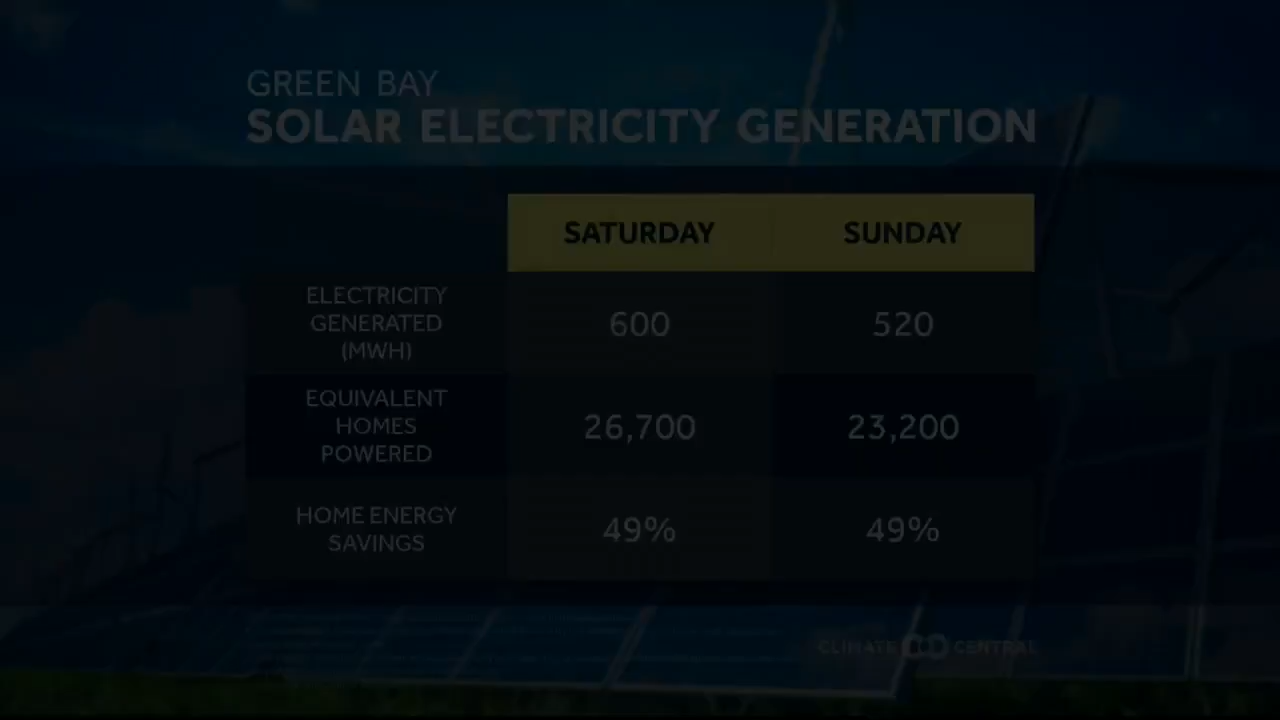 GREEN BAY
SOLAR ELECTRICITY GENERATION
SATURDAY SUNDAY
ELECTRICITY
GENERATED
(MWH)
600 520
EQUIVALENT
HOMES
POWERED
26,700 23,200
HOME ENERGY
SAVINGS
49% 49%
CLIMATE CENTRAL